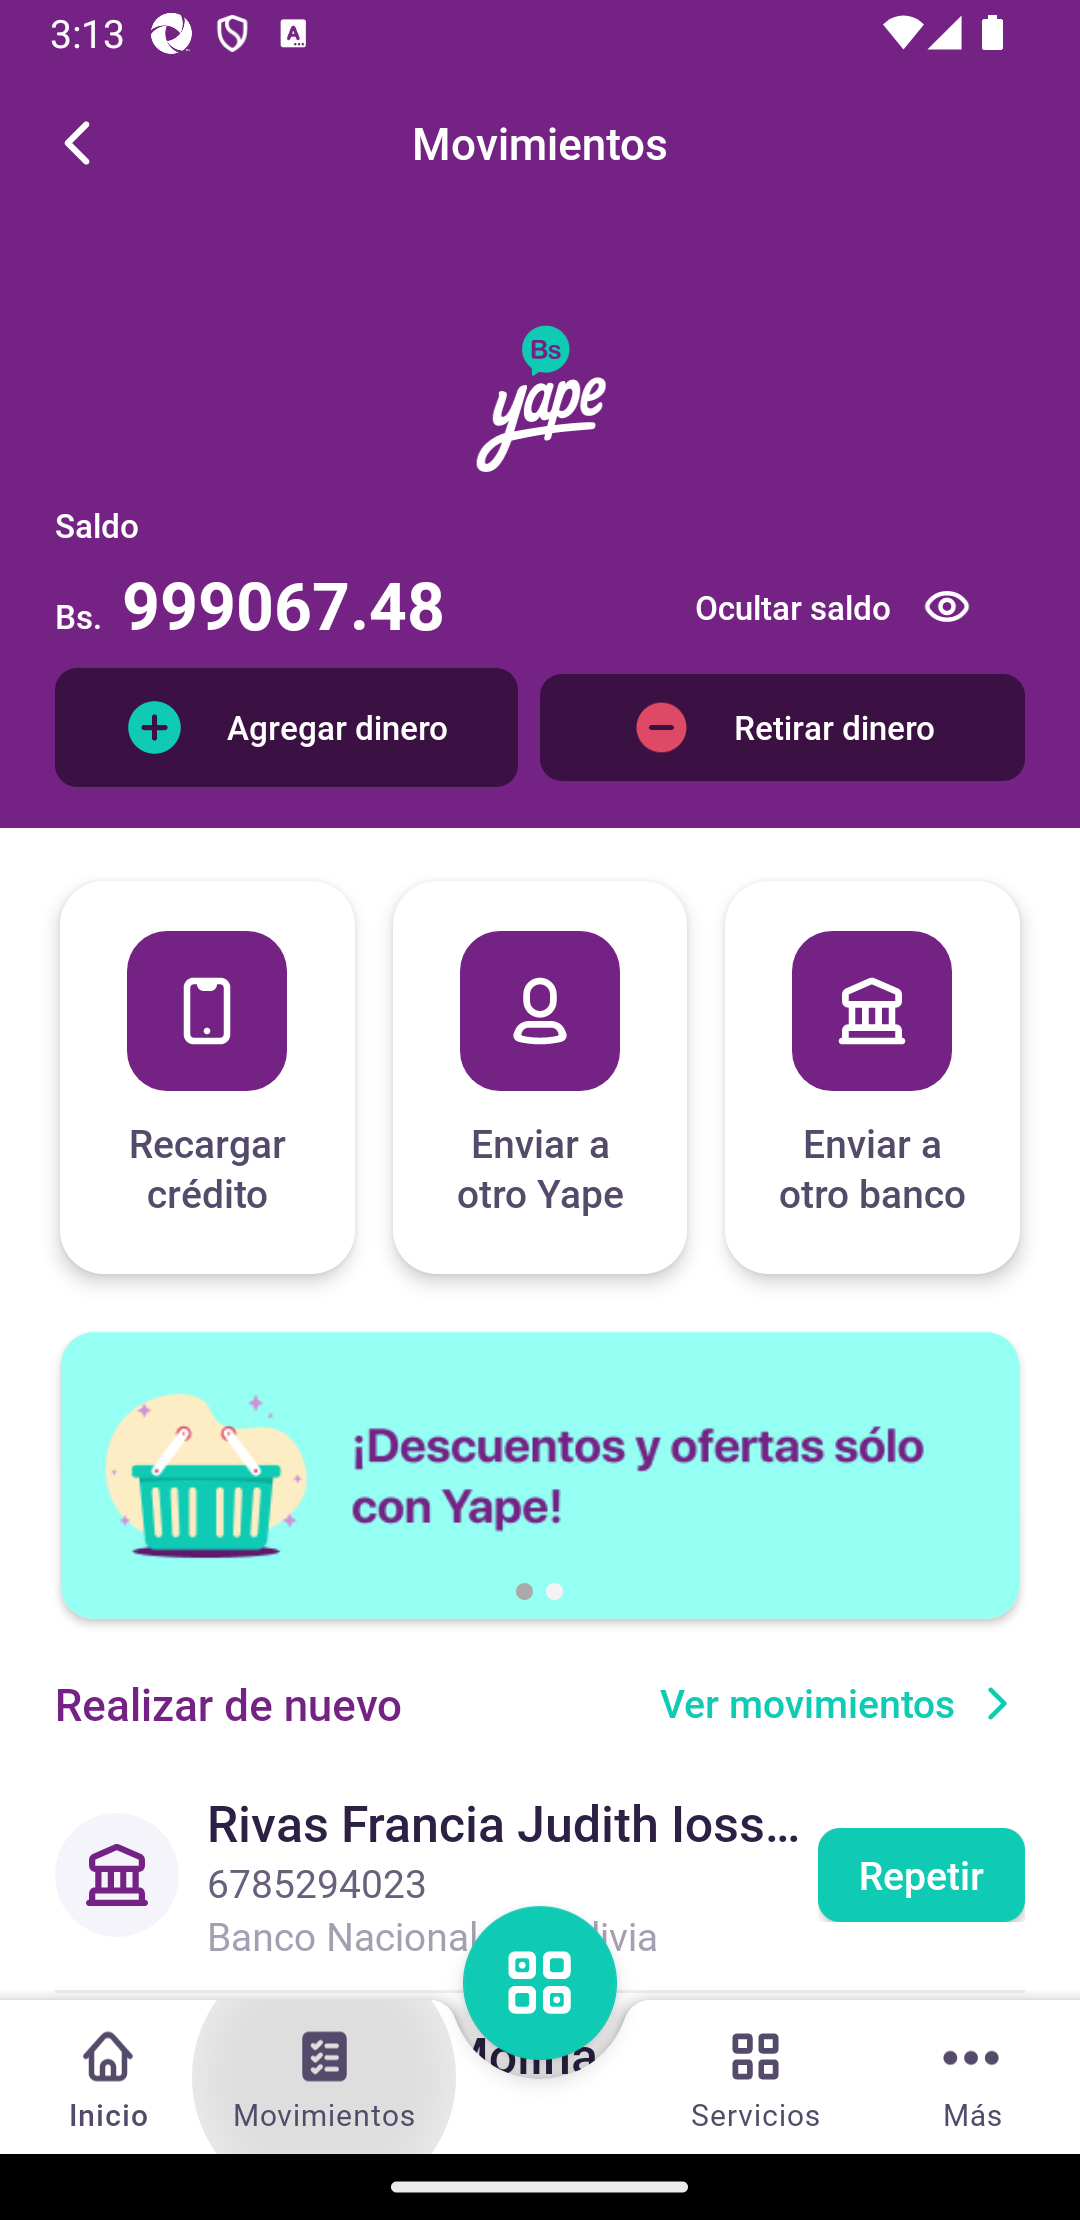 3:13
Movimientos
Bs
yape
Saldo
Bs. 999067.48
Ocultar saldo
Agregar dinero
Retirar dinero
Recargar
crédito
Enviar a
otro Yape
Enviar a
otro banco
¡Descuentos y ofertas sólo
con Yape!
Realizar de nuevo
Ver movimientos
Rivas Francia Judith Ioss...
6785294023
Repetir
Banco Nacional
Inicio
Movimientos
Servicios
Más